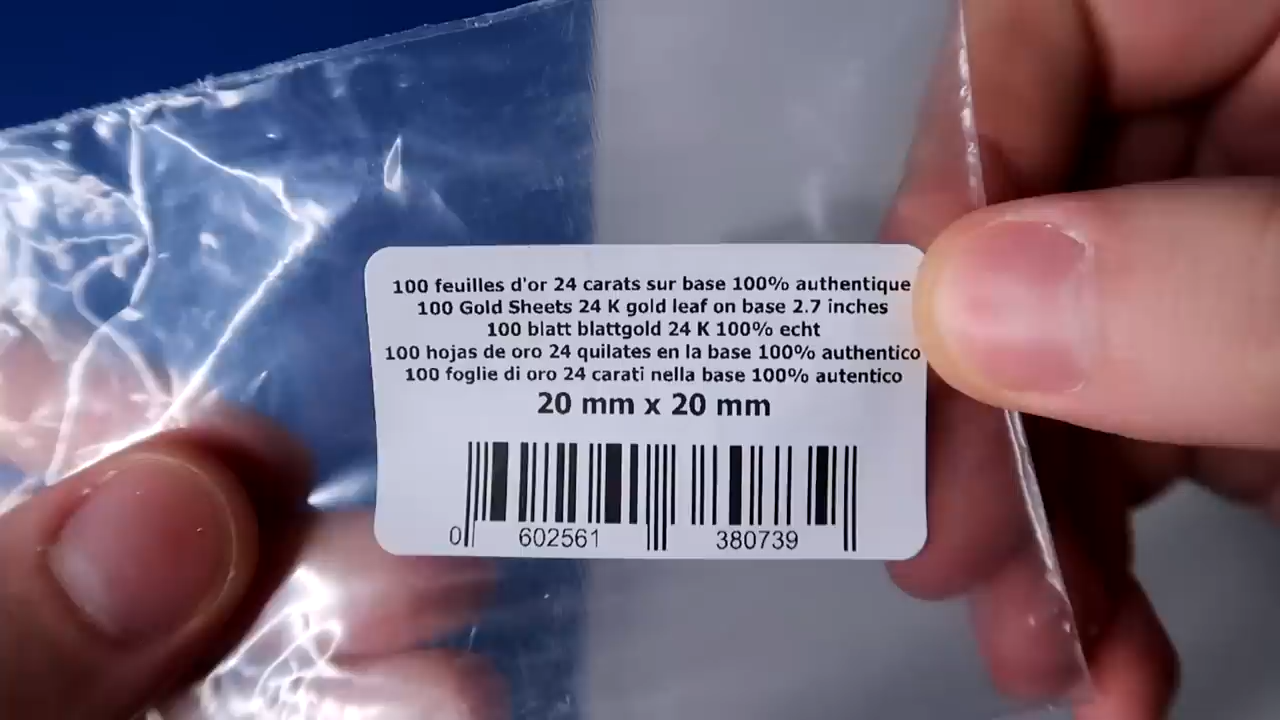 100 feuilles d'or 24 carats sur base 100% authentique
100 Gold Sheets 24 K gold leaf on base 2.7 inches
100 blatt blattgold 24 K 100% echt
100 hojas de oro 24 quilates en la base 100% authentico
100 foglie di oro 24 carati nella base 100% autentico
20 mm x 20 mm
0 602561 380739